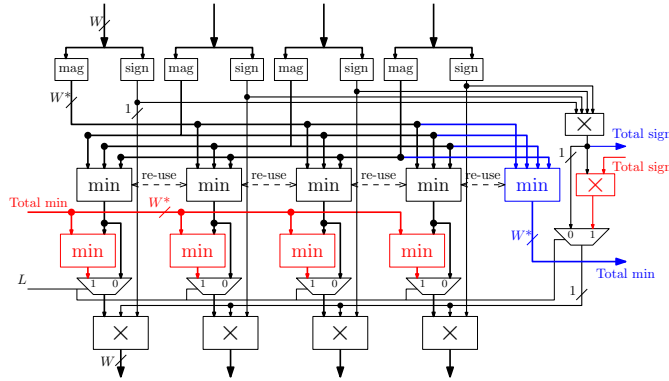 W
mag sign mag sign mag sign mag sign
W*
1
×
Total sign
1
re-use re-use re-use re-use
Total sign
min min min min min
×
Total min
W*
0 1
W*
min min min min
Total min
L
1 0 1 0 1 0 1 0
1
× × × ×
W